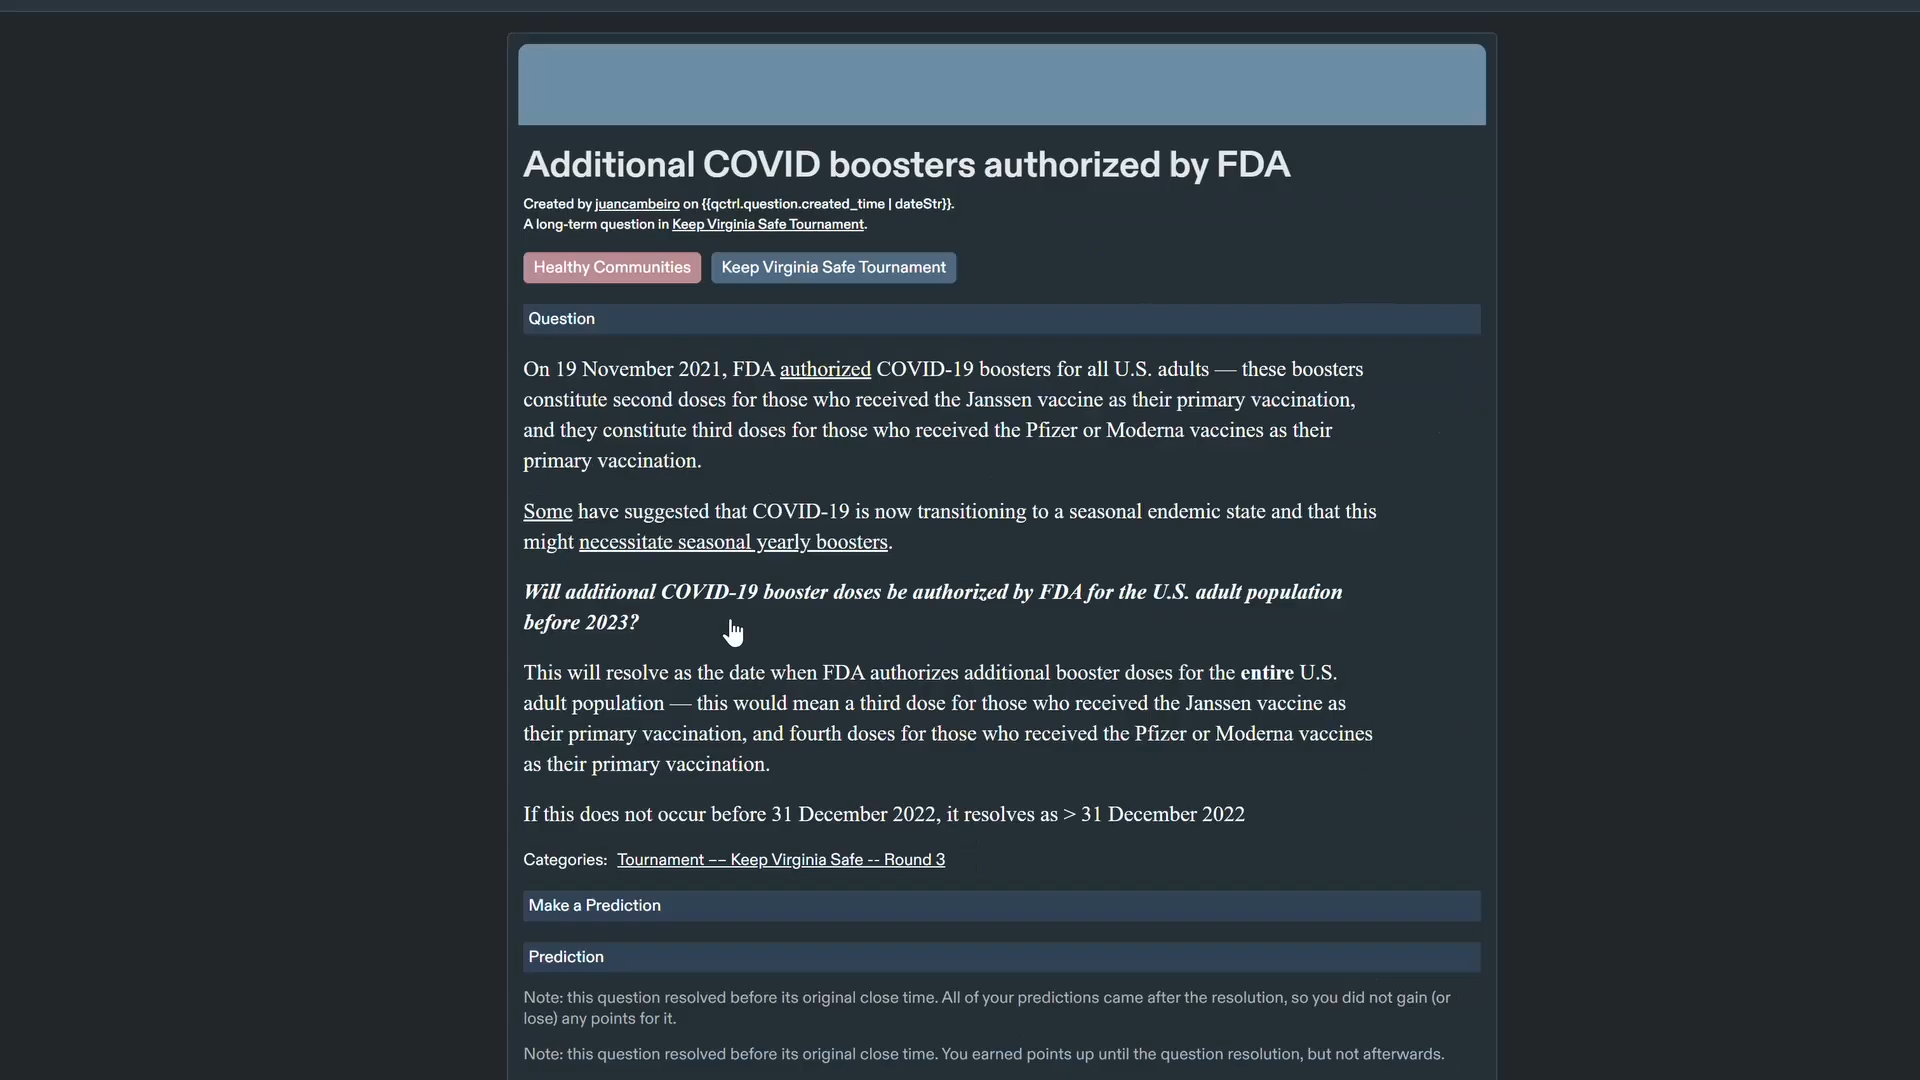 Additional COVID boosters authorized by FDA
Created by juancambeiro on {{qctrl.question.created_time | dateStr}}.
A long-term question in Keep Virginia Safe Tournament.
Healthy Communities Keep Virginia Safe Tournament
Question
On 19 November 2021, FDA authorized COVID-19 boosters for all U.S. adults — these boosters
constitute second doses for those who received the Janssen vaccine as their primary vaccination,
and they constitute third doses for those who received the Pfizer or Moderna vaccines as their
primary vaccination.
Some have suggested that COVID-19 is now transitioning to a seasonal endemic state and that this
might necessitate seasonal yearly boosters.
Will additional COVID-19 booster doses be authorized by FDA for the U.S. adult population
before 2023?
This will resolve as the date when FDA authorizes additional booster doses for the entire U.S.
adult population — this would mean a third dose for those who received the Janssen vaccine as
their primary vaccination, and fourth doses for those who received the Pfizer or Moderna vaccines
as their primary vaccination.
If this does not occur before 31 December 2022, it resolves as > 31 December 2022
Categories: Tournament –– Keep Virginia Safe -- Round 3
Make a Prediction
Prediction
Note: this question resolved before its original close time. All of your predictions came after the resolution, so you did not gain (or
lose) any points for it.
Note: this question resolved before its original close time. You earned points up until the question resolution, but not afterwards.